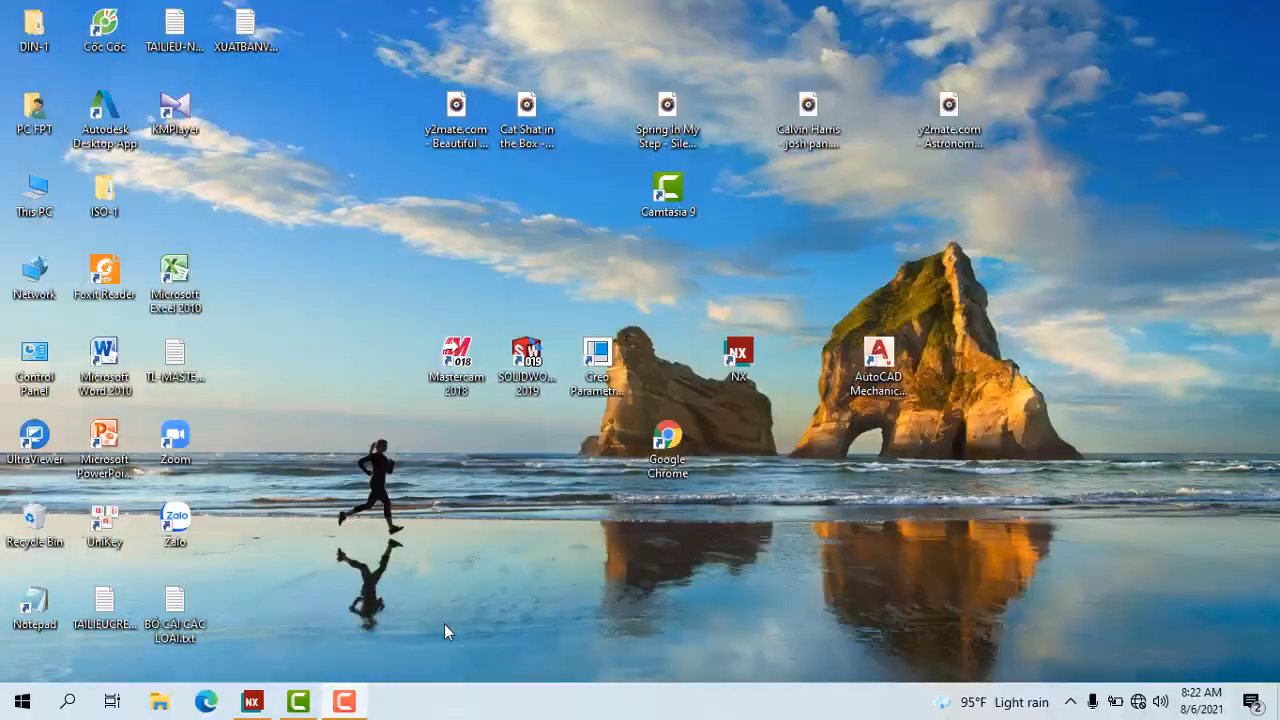 DIN-1
Cốc Cốc
TAILIEU-N...
XUATBANV...
PC FPT
Autodesk
Desktop App
KMPlayer
y2mate.com
- Beautiful ...
Cat Shat in
the Box -...
Spring In My
Step - Sile...
Calvin Harris
- josh pan....
y2mate.com
- Astronom...
This PC
ISO-1
Camtasia 9
Network
Foxit Reader
Microsoft
Excel 2010
Control
Panel
Microsoft
Word 2010
TL-MASTE...
Mastercam
2018
SOLIDWO...
2019
Creo
Parametr...
NX
AutoCAD
Mechanic...
UltraViewer
Microsoft
PowerPoi...
Zoom
Google
Chrome
Recycle Bin
UniKey
Zalo
Notepad
TAILIEUCRE...
BỘ CÀI CÁC
LOẠI.txt
95°F Light rain
8:22 AM
8/6/2021
2